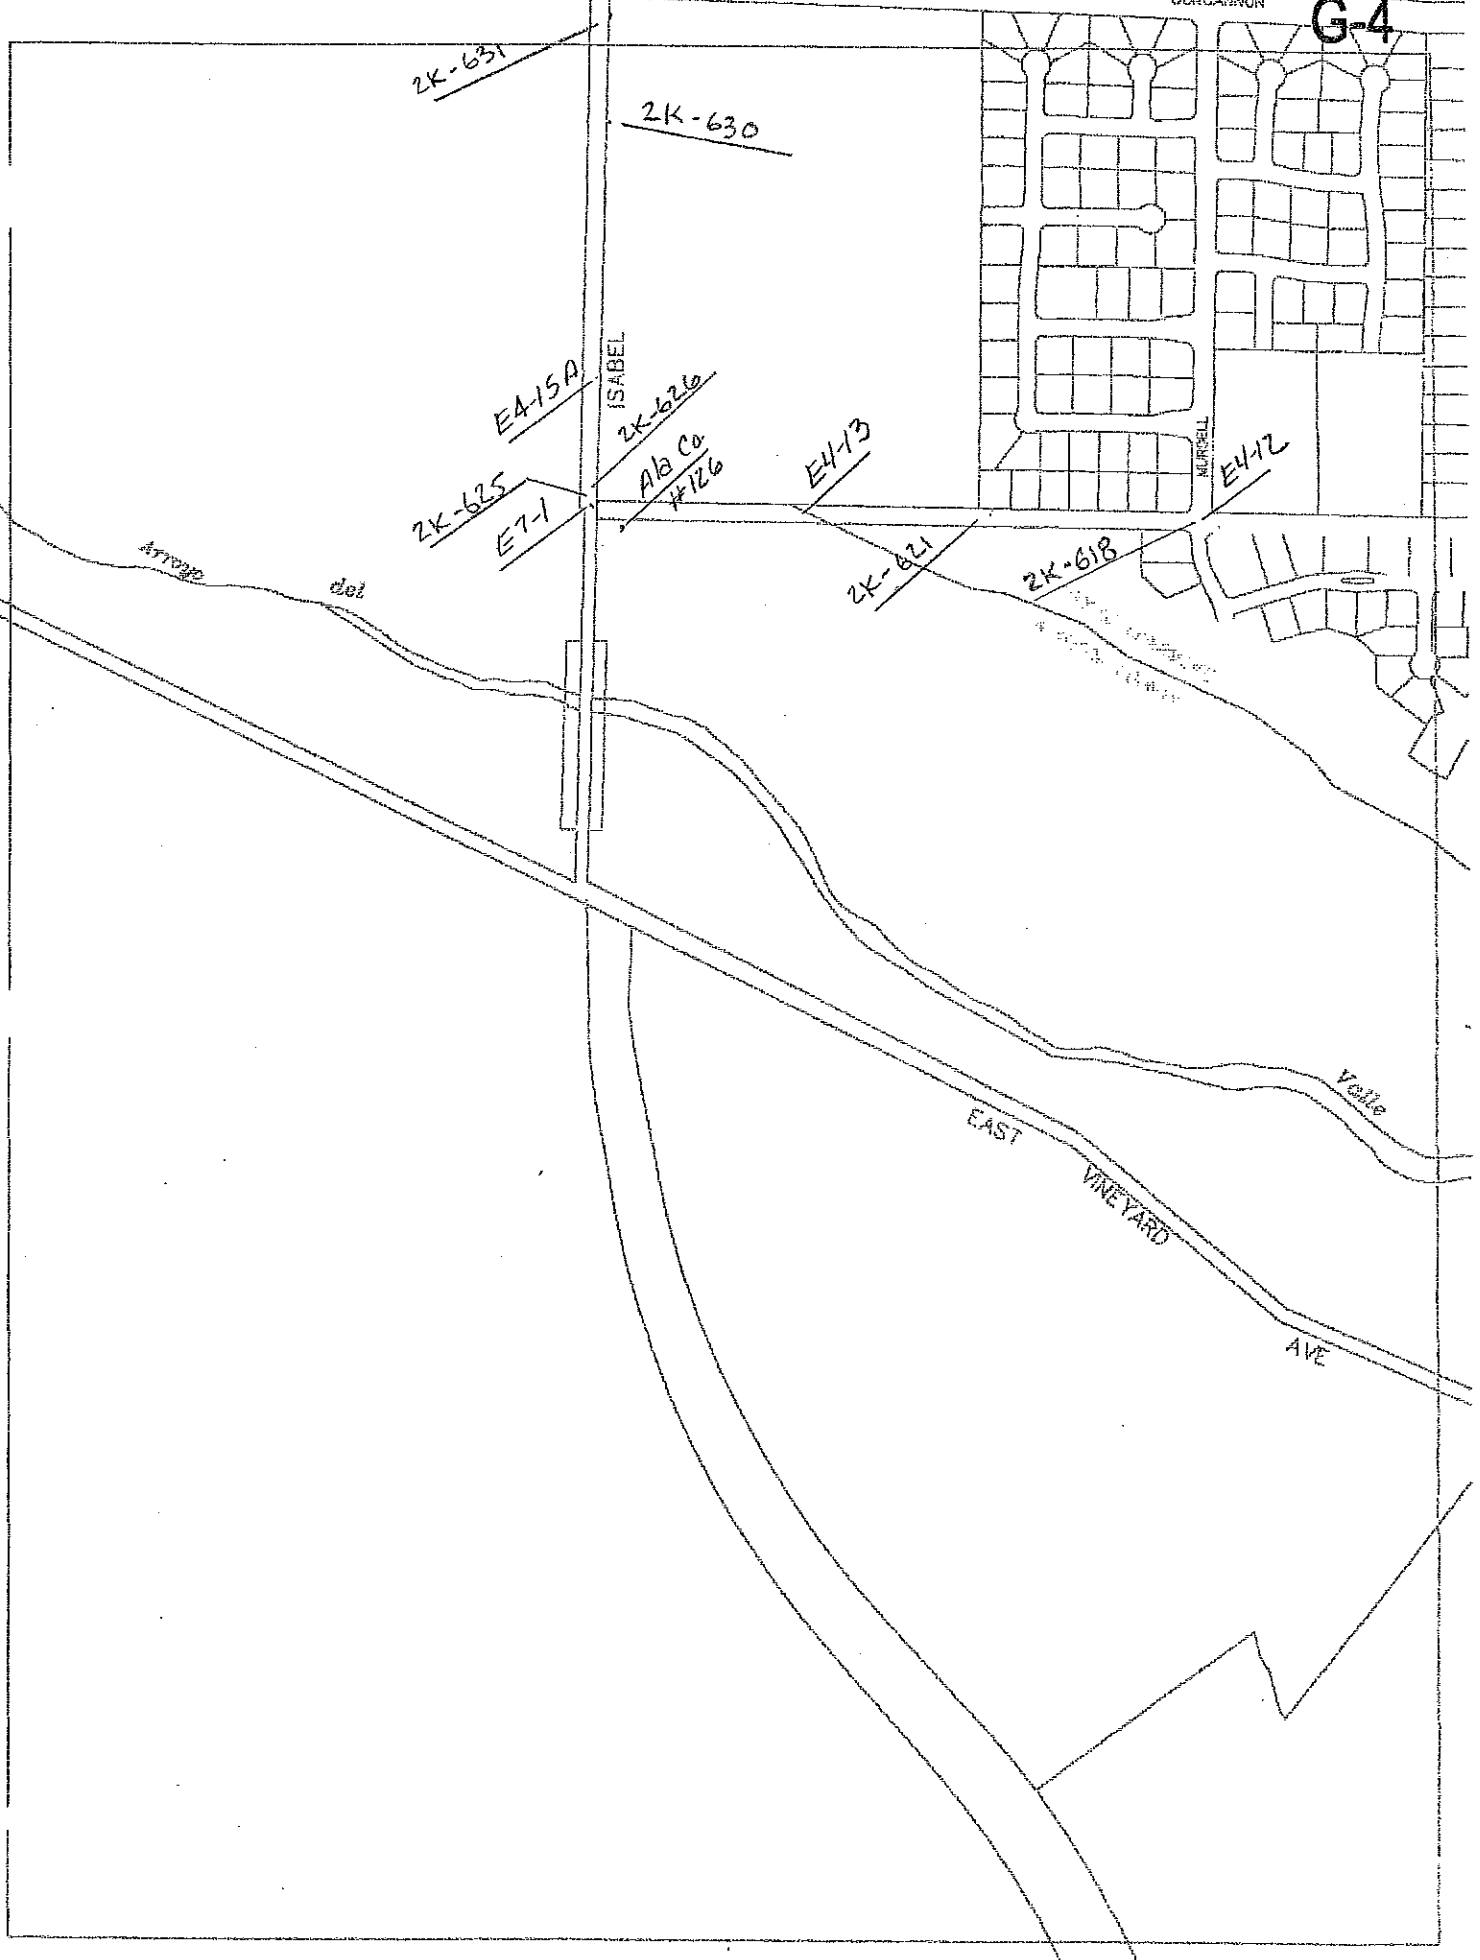 G-4
2K-631
2K-630
ISABEL
E4-15A
2K-626
Ala Co
#126
2K-625
E7-1
E4-13
E4-12
2K-621
2K-618
Arroyo
del
Valle
EAST
VINEYARD
AVE